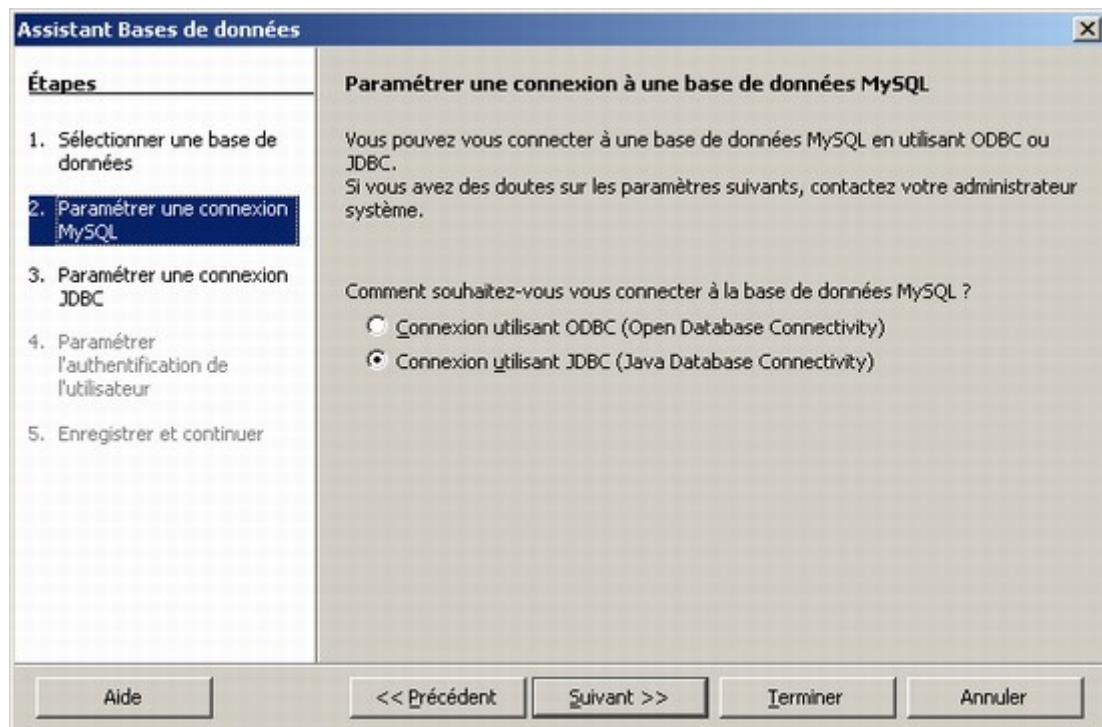 Assistant Bases de données
Étapes
1. Sélectionner une base de
données
2. Paramétrer une connexion
MySQL
3. Paramétrer une connexion
JDBC
4. Paramétrer
l'authentification de
l'utilisateur
5. Enregistrer et continuer
Paramétrer une connexion à une base de données MySQL
Vous pouvez vous connecter à une base de données MySQL en utilisant ODBC ou
JDBC.
Si vous avez des doutes sur les paramètres suivants, contactez votre administrateur
système.
Comment souhaitez-vous vous connecter à la base de données MySQL ?
Connexion utilisant ODBC (Open Database Connectivity)
Connexion utilisant JDBC (Java Database Connectivity)
Aide
<< Précédent
Suivant >>
Terminer
Annuler